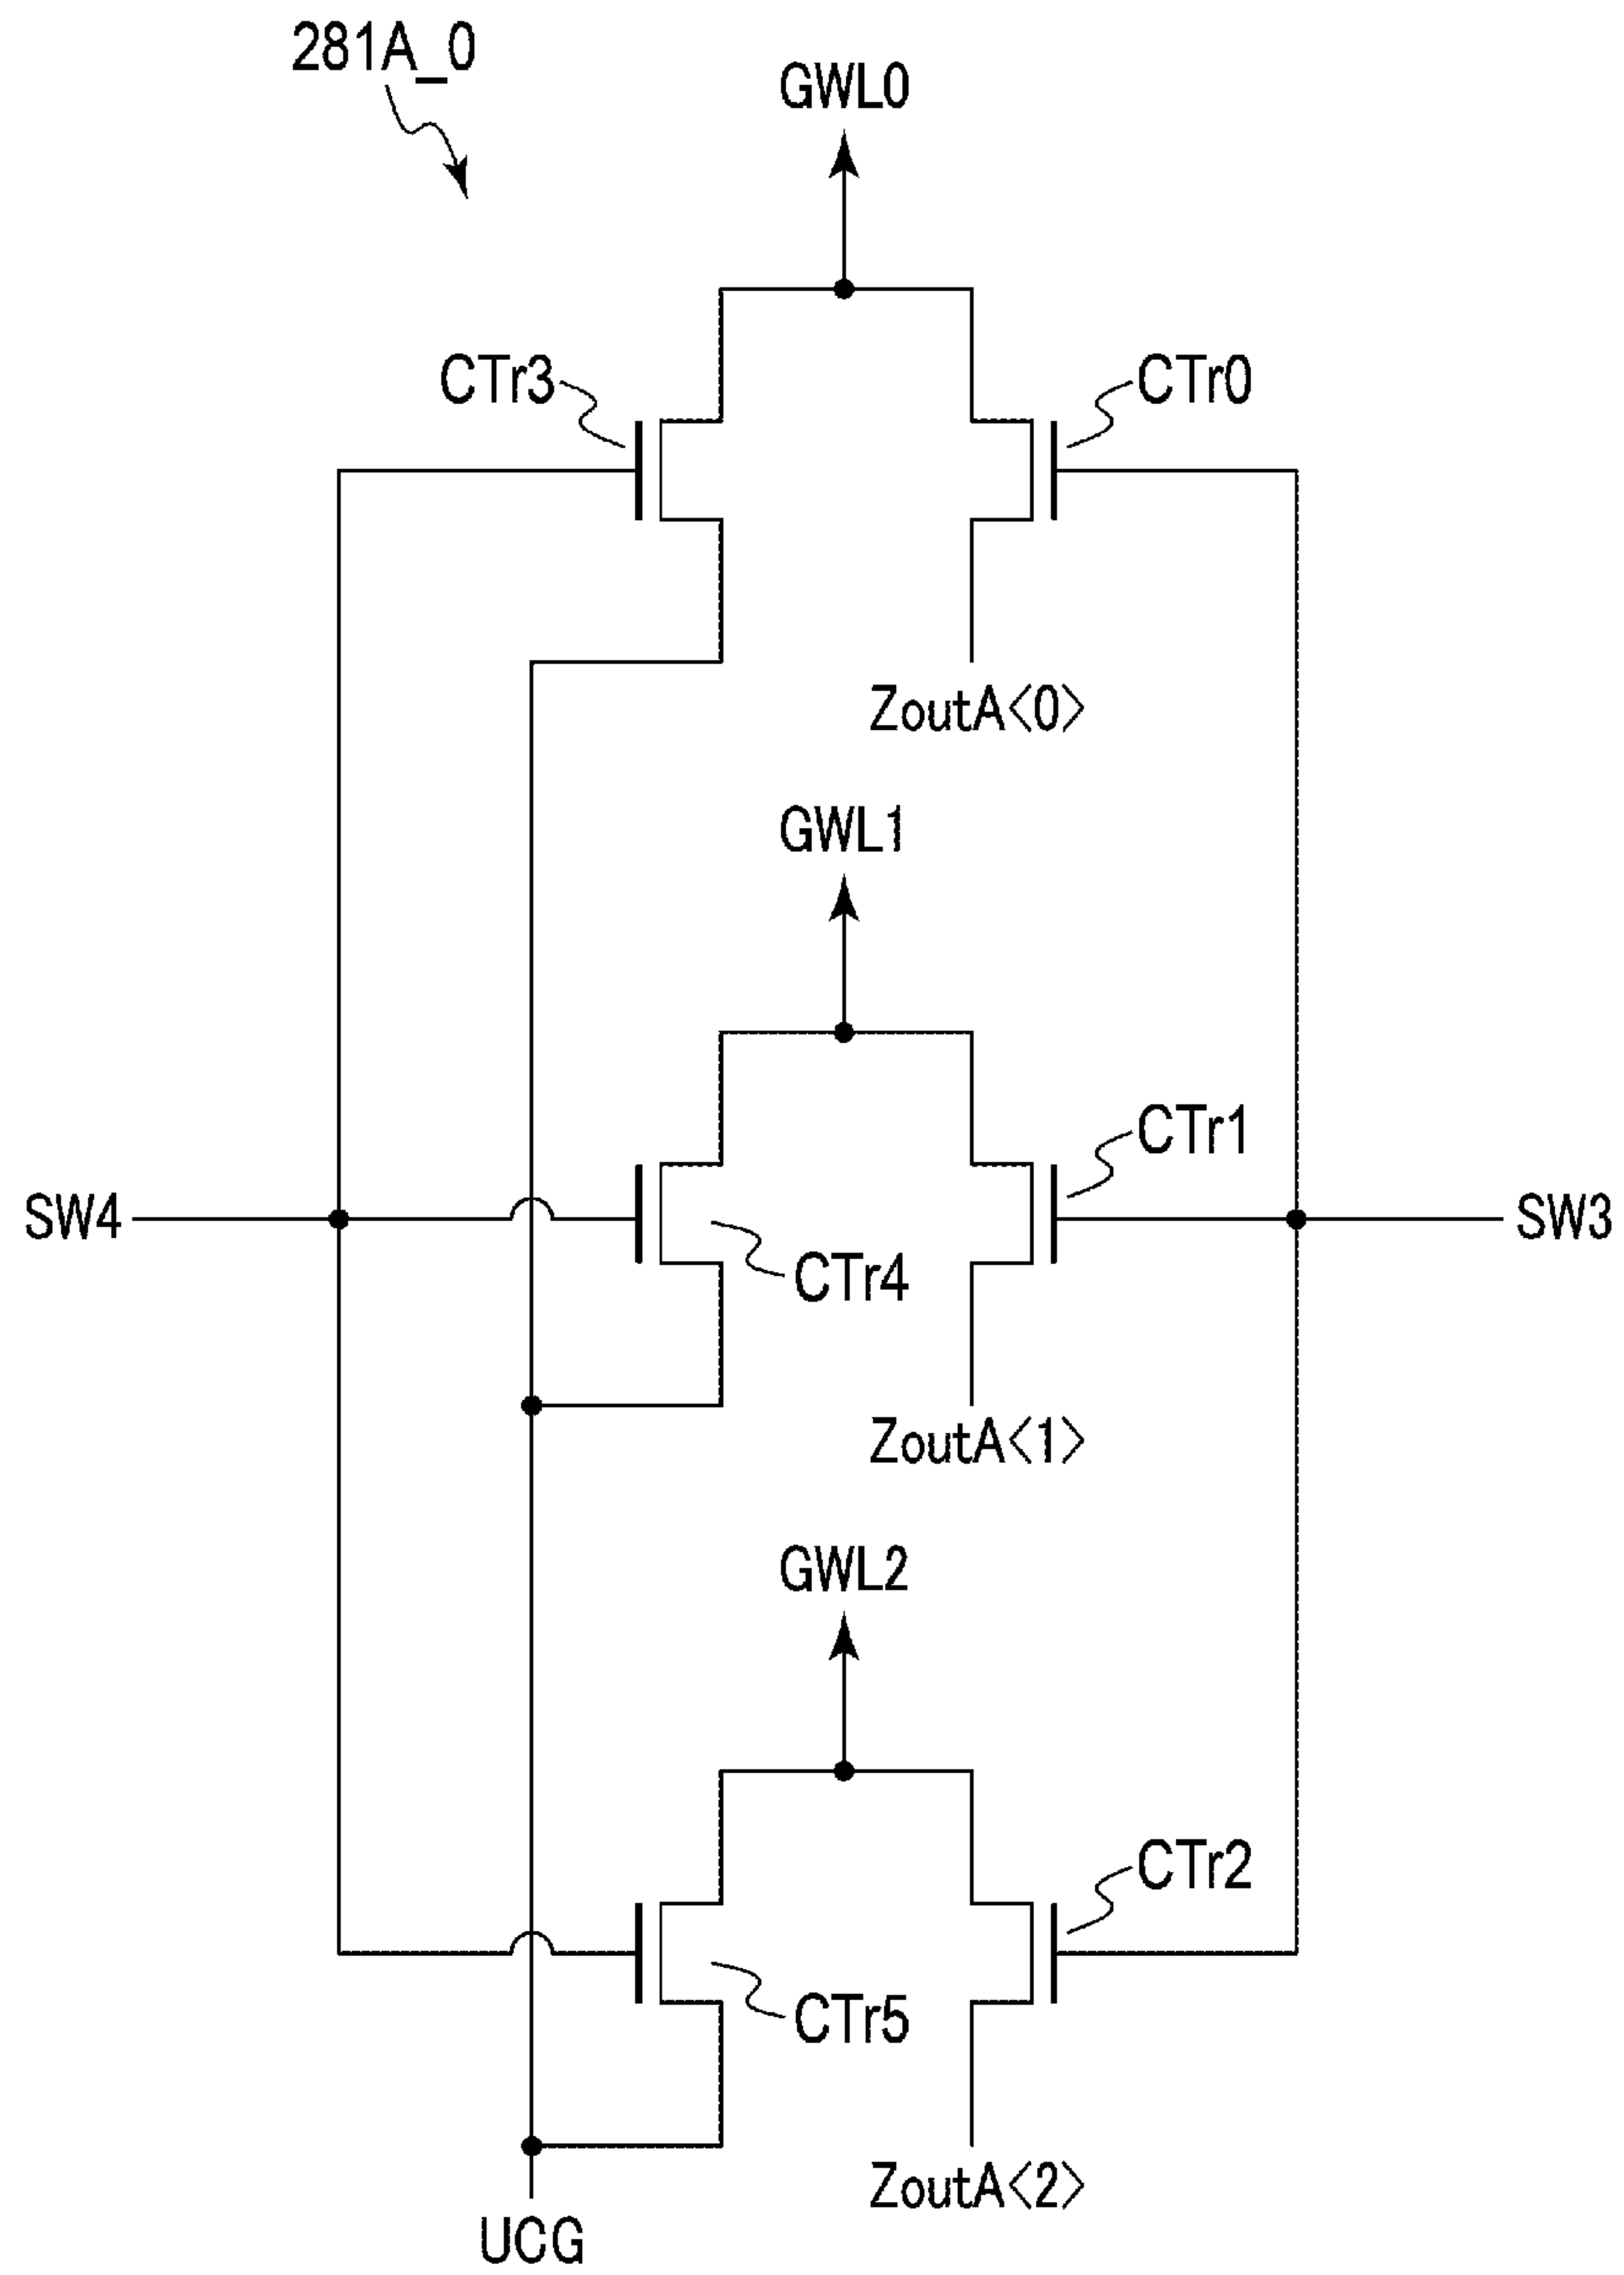 281A_0
GWL0
CTr3
CTr0
ZoutA〈0〉
GWL1
CTr1
SW4
SW3
CTr4
ZoutA〈1〉
GWL2
CTr2
CTr5
ZoutA〈2〉
UCG